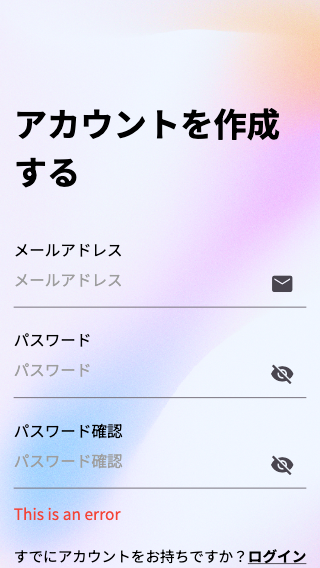 アカウントを作成
する
メールアドレス
メールアドレス
パスワード
パスワード
パスワード確認
パスワード確認
This is an error
すでにアカウントをお持ちですか？ログイン